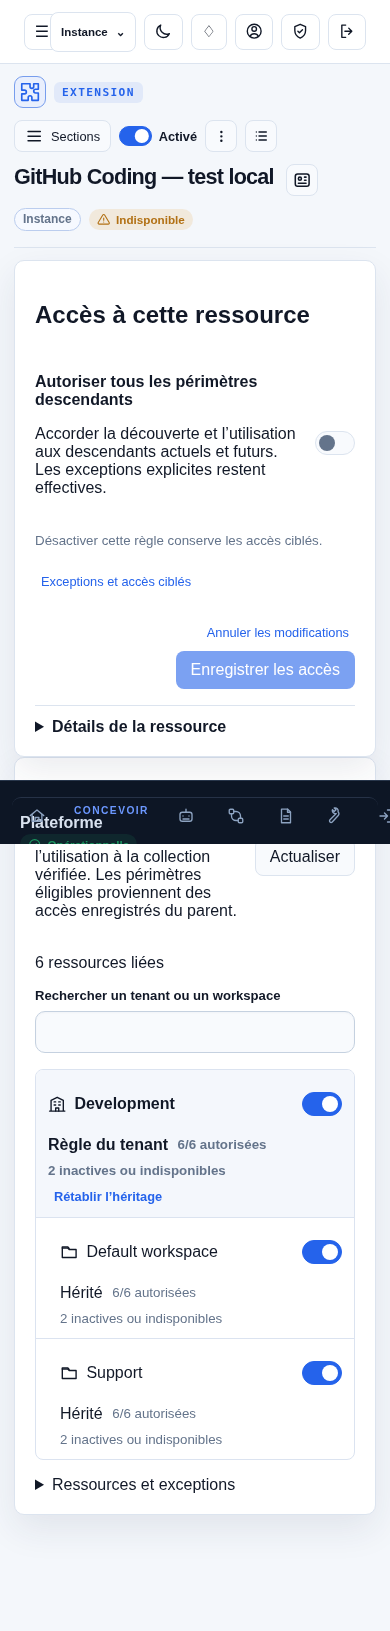 Instance
EXTENSION
Sections
Activé
GitHub Coding — test local
Instance
Indisponible
Accès à cette ressource
Autoriser tous les périmètres
descendants
Accorder la découverte et l’utilisation
aux descendants actuels et futurs.
Les exceptions explicites restent
effectives.
Désactiver cette règle conserve les accès ciblés.
Exceptions et accès ciblés
Annuler les modifications
Enregistrer les accès
Détails de la ressource
CONCEVOIR
Plateforme
Opérationnelle
l’utilisation à la collection
vérifiée. Les périmètres
éligibles proviennent des
accès enregistrés du parent.
Actualiser
6 ressources liées
Rechercher un tenant ou un workspace
Development
Règle du tenant 6/6 autorisées
2 inactives ou indisponibles
Rétablir l’héritage
Default workspace
Hérité 6/6 autorisées
2 inactives ou indisponibles
Support
Hérité 6/6 autorisées
2 inactives ou indisponibles
Ressources et exceptions